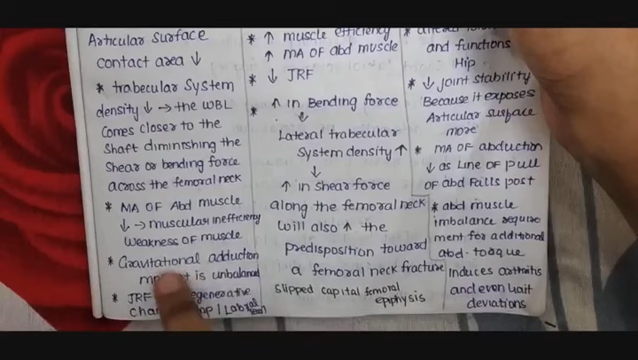 Articular surface
contact area ↓
* trabecular System
density ↓ → the WBL
Comes closer to the
Shaft diminshing the
Shear or bending force
across the femoral neck
* MA OF Abd muscle
↓ → muscular inefficiency
Weakness OF muscle
* Gravitational adduction
is unbalanced
* JRF
* ↑ muscle efficiency
↑ MA OF abd muscle
* ↓ JRF
* ↑ in Bending force
↓
Lateral trabecular
System density ↑
↓
↑ in shear force
along the femoral neck
will also ↑ the
predisposition toward
a femoral neck fracture
slipped capital femoral
epphysis
and functions
Hip
* ↓ Joint stability
Because it exposes
Articular surface
more
* MA OF abduction
↓ as Line OF pull
OF abd Falls post
* abd muscle
imbalance require
ment for additional
abd-torque
Induces arthritis
and even
deviations